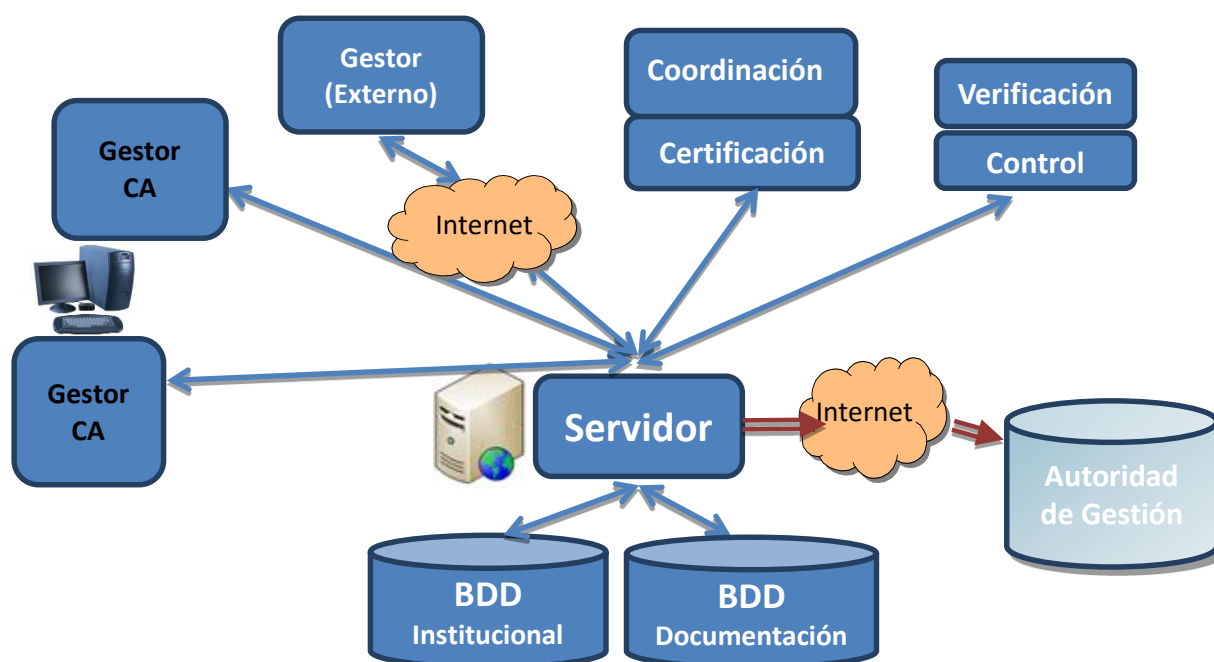 Gestor
(Externo)
Coordinación
Certificación
Verificación
Control
Gestor
CA
Internet
Gestor
CA
Servidor
Internet
Autoridad
de Gestión
BDD
Institucional
BDD
Documentación